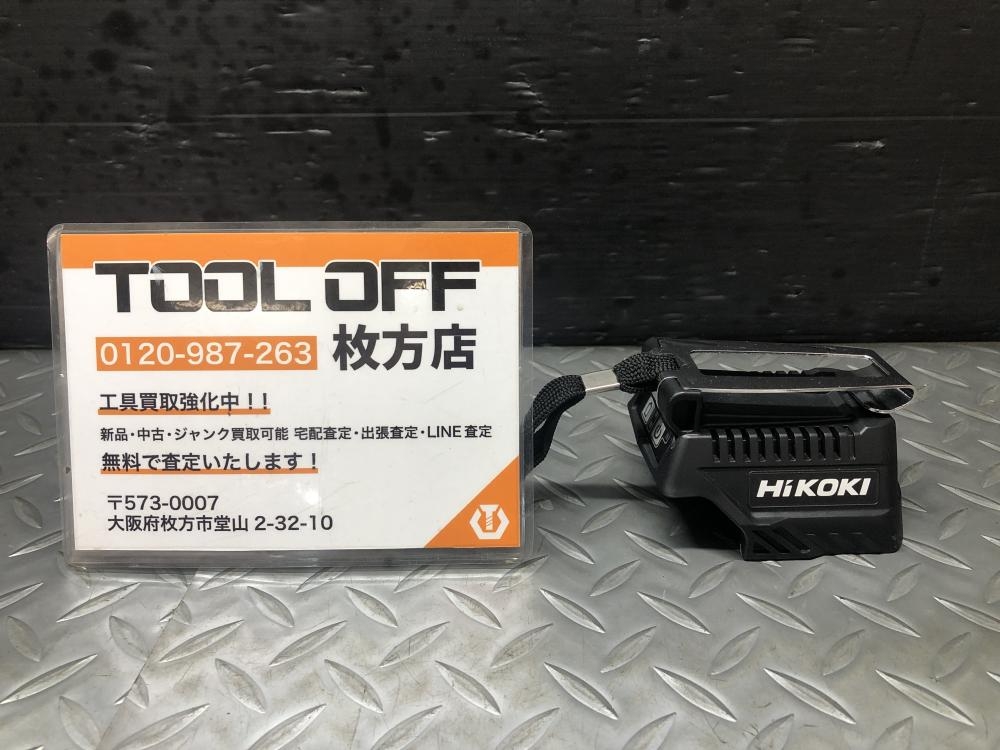 TOOL OFF
0120-987-263 枚方店
工具買取強化中!!
新品・中古・ジャンク買取可能 宅配査定・出張査定・LINE査定
無料で査定いたします!
〒573-0007
大阪府枚方市堂山 2-32-10
HiKOKI